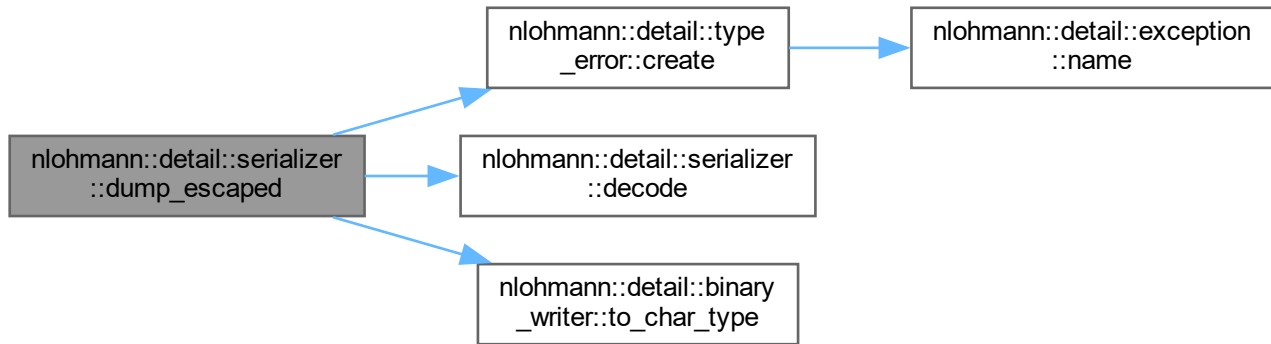 nlohmann::detail::type
_error::create
nlohmann::detail::exception
::name
nlohmann::detail::serializer
::dump_escaped
nlohmann::detail::serializer
::decode
nlohmann::detail::binary
_writer::to_char_type